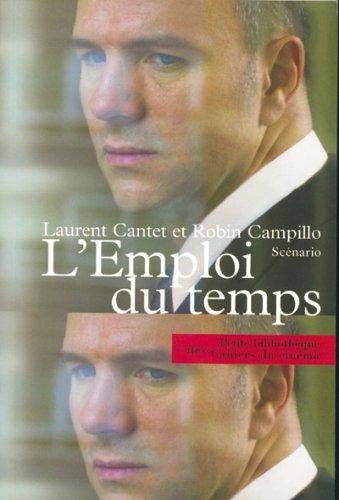 Laurent Cantet et Robin Campillo
Scénario
L'Emploi
du temps
Petite bibliothèque
des Cahiers du cinéma